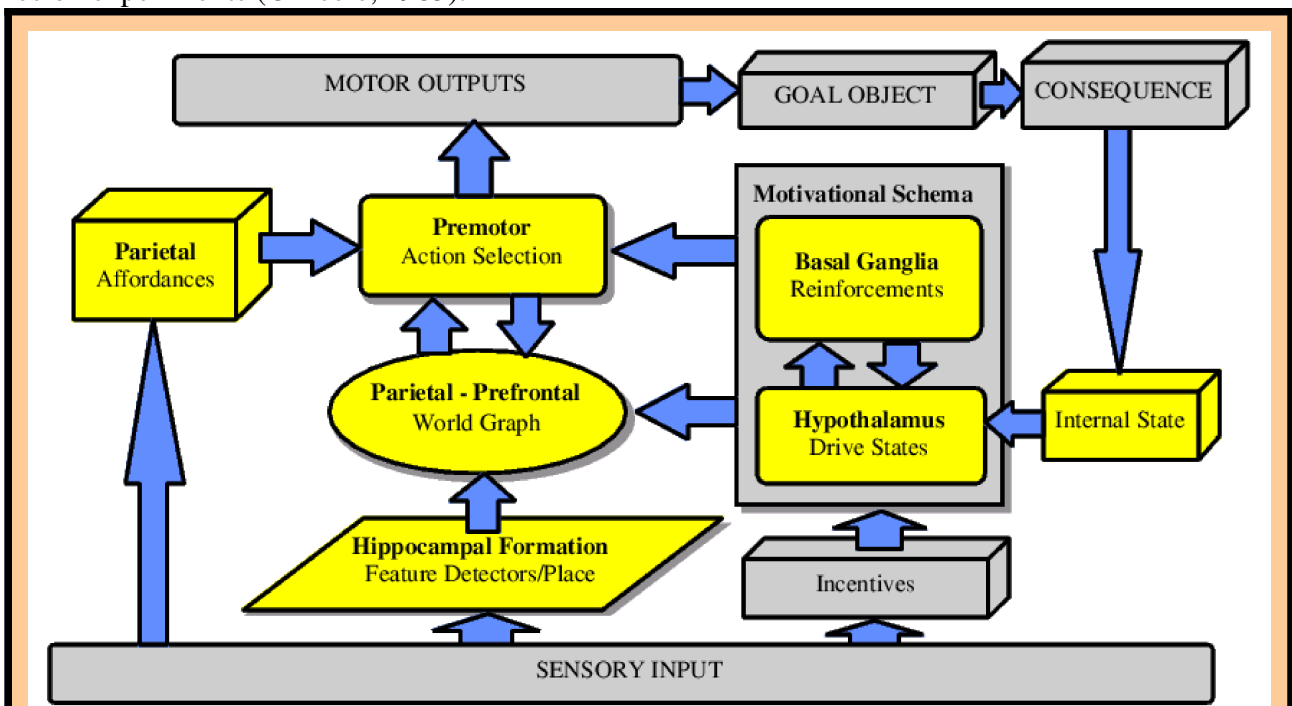 MOTOR OUTPUTS
GOAL OBJECT
CONSEQUENCE
Motivational Schema
Parietal
Affordances
Premotor
Action Selection
Basal Ganglia
Reinforcements
Parietal - Prefrontal
World Graph
Hypothalamus
Drive States
Internal State
Hippocampal Formation
Feature Detectors/Place
Incentives
SENSORY INPUT